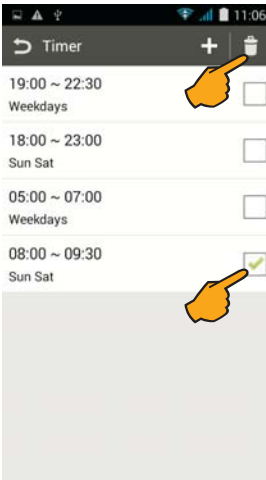 11:06
Timer
19:00 ~ 22:30
Weekdays
18:00 ~ 23:00
Sun Sat
05:00 ~ 07:00
Weekdays
08:00 ~ 09:30
Sun Sat